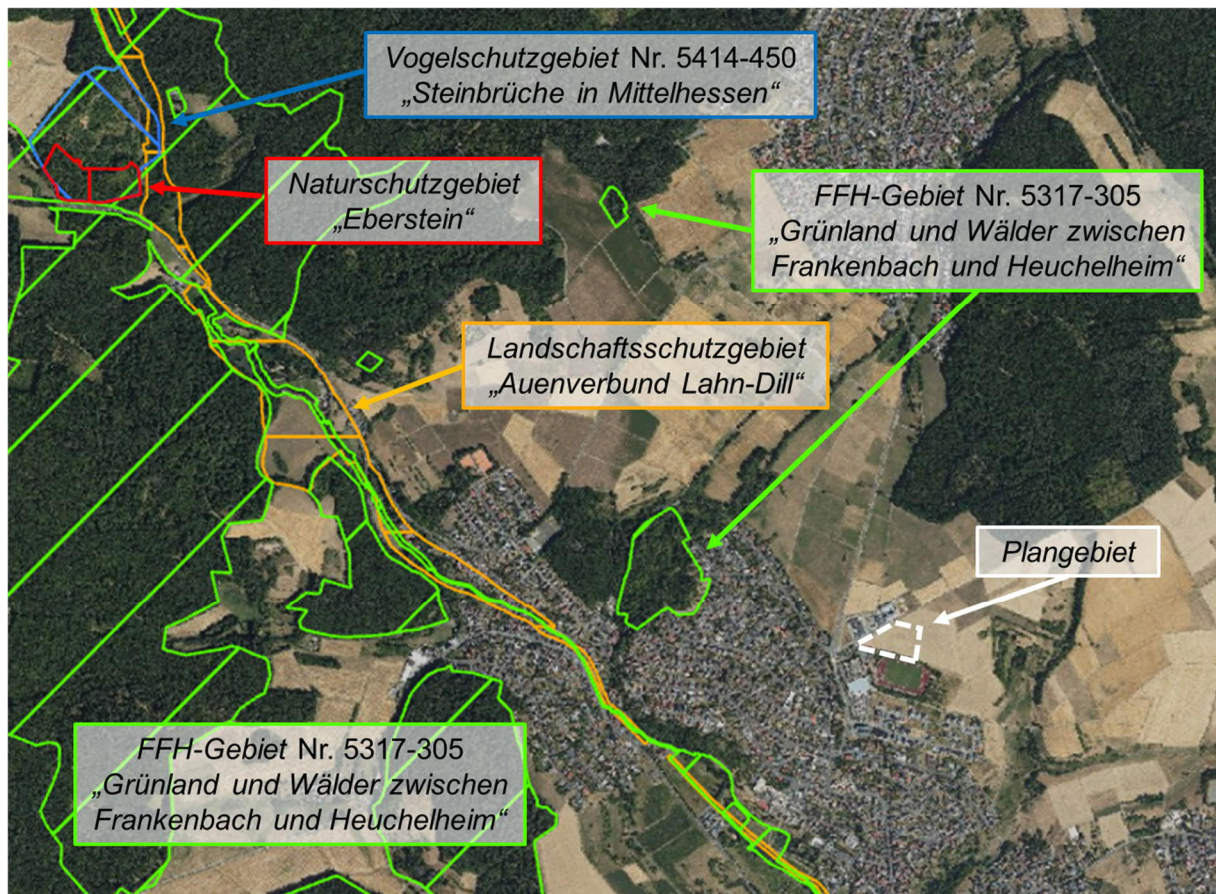 Vogelschutzgebiet Nr. 5414-450
„Steinbrüche in Mittelhessen“
Naturschutzgebiet
„Eberstein“
FFH-Gebiet Nr. 5317-305
„Grünland und Wälder zwischen
Frankenbach und Heuchelheim“
Landschaftsschutzgebiet
„Auenverbund Lahn-Dill“
Plangebiet
FFH-Gebiet Nr. 5317-305
„Grünland und Wälder zwischen
Frankenbach und Heuchelheim“